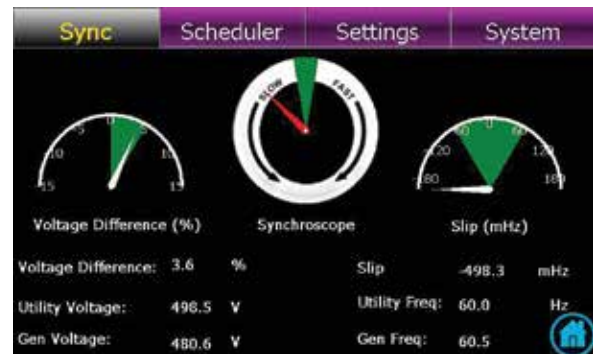 Sync Scheduler Settings System
SLOW FAST
-5 0 5
-10 10
-15 15
-60 0 60
-120 120
-180 180
Voltage Difference (%) Synchroscope Slip (mHz)
Voltage Difference: 3.6 % Slip -498.3 mHz
Utility Voltage: 498.5 V Utility Freq: 60.0 Hz
Gen Voltage: 480.6 V Gen Freq: 60.5